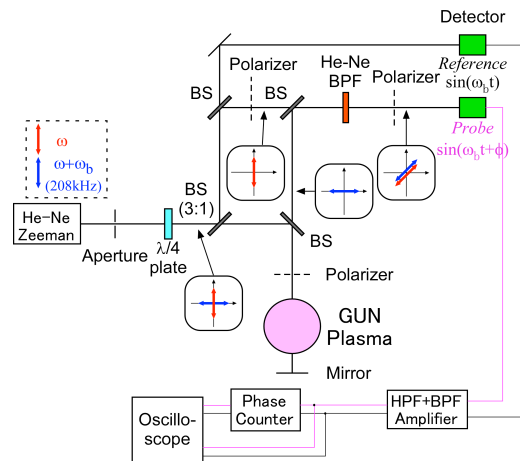 Detector
Reference
sin(ω_b t)
He-Ne
BPF
Polarizer
Polarizer
BS
BS
Probe
sin(ω_b t+ϕ)
ω
ω+ω_b
(208kHz)
BS
(3:1)
He-Ne
Zeeman
Aperture
λ/4
plate
BS
Polarizer
GUN
Plasma
Mirror
Oscillo-
scope
Phase
Counter
HPF+BPF
Amplifier